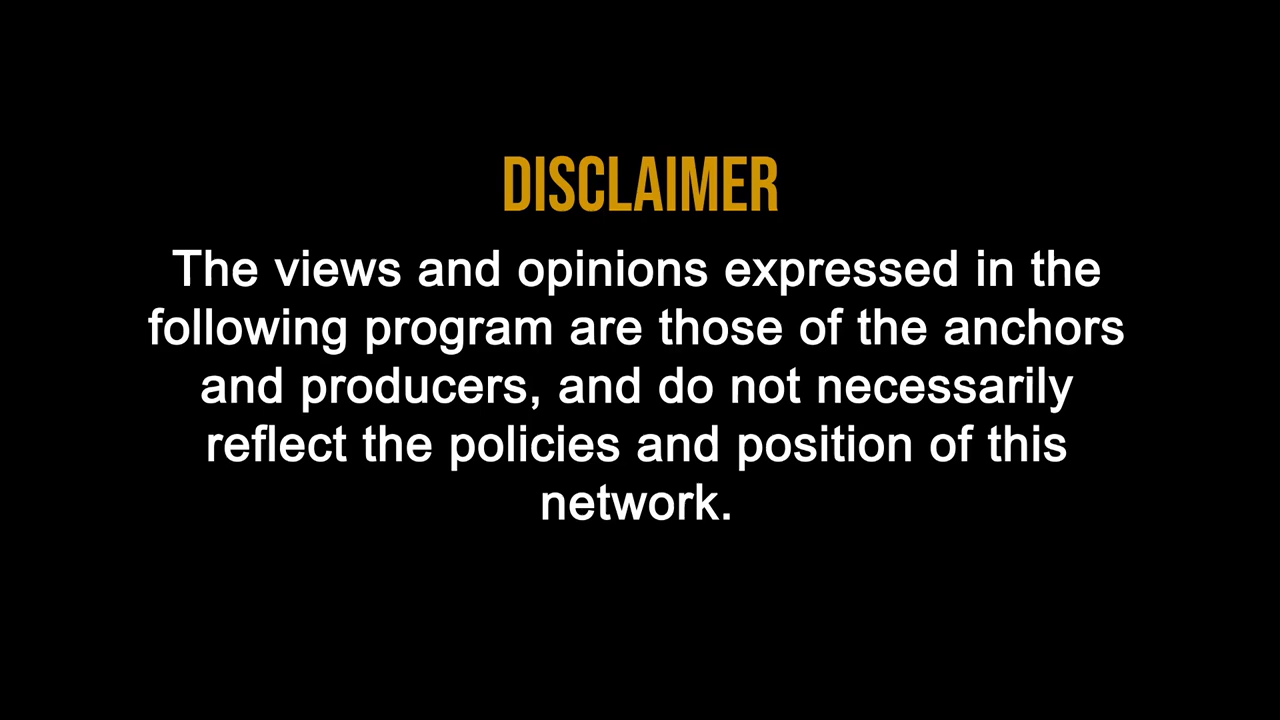 DISCLAIMER
The views and opinions expressed in the
following program are those of the anchors
and producers, and do not necessarily
reflect the policies and position of this
network.